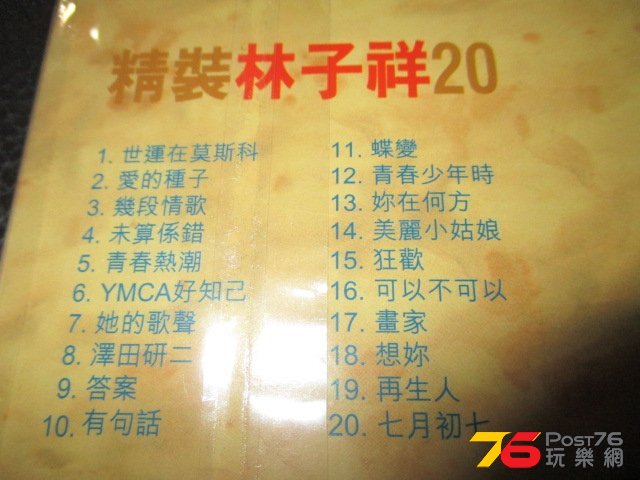 精裝林子祥20
1. 世運在莫斯科
2. 愛的種子
3. 幾段情歌
4. 未算係錯
5. 青春熱潮
6. YMCA好知己
7. 她的歌聲
8. 澤田研二
9. 答案
10. 有句話
11. 蝶變
12. 青春少年時
13. 妳在何方
14. 美麗小姑娘
15. 狂歡
16. 可以不可以
17. 畫家
18. 想妳
19. 再生人
20. 七月初七
76 POST76
玩樂網